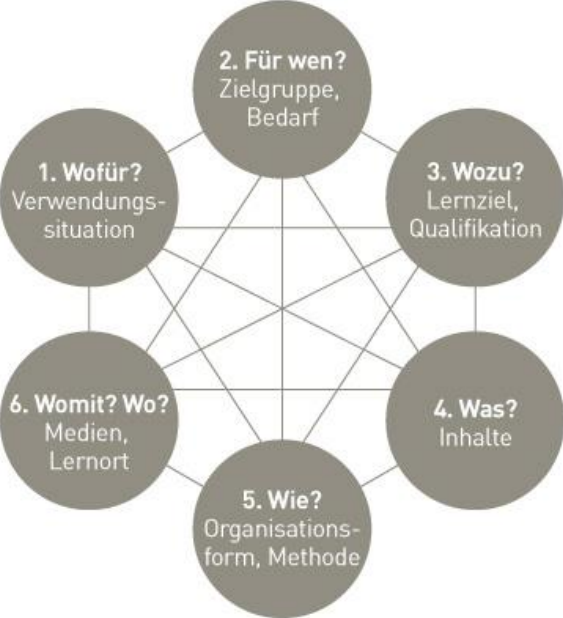 1. Wofür?
Verwendungs-
situation
2. Für wen?
Zielgruppe,
Bedarf
3. Wozu?
Lernziel,
Qualifikation
4. Was?
Inhalte
5. Wie?
Organisations-
form, Methode
6. Womit? Wo?
Medien,
Lernort